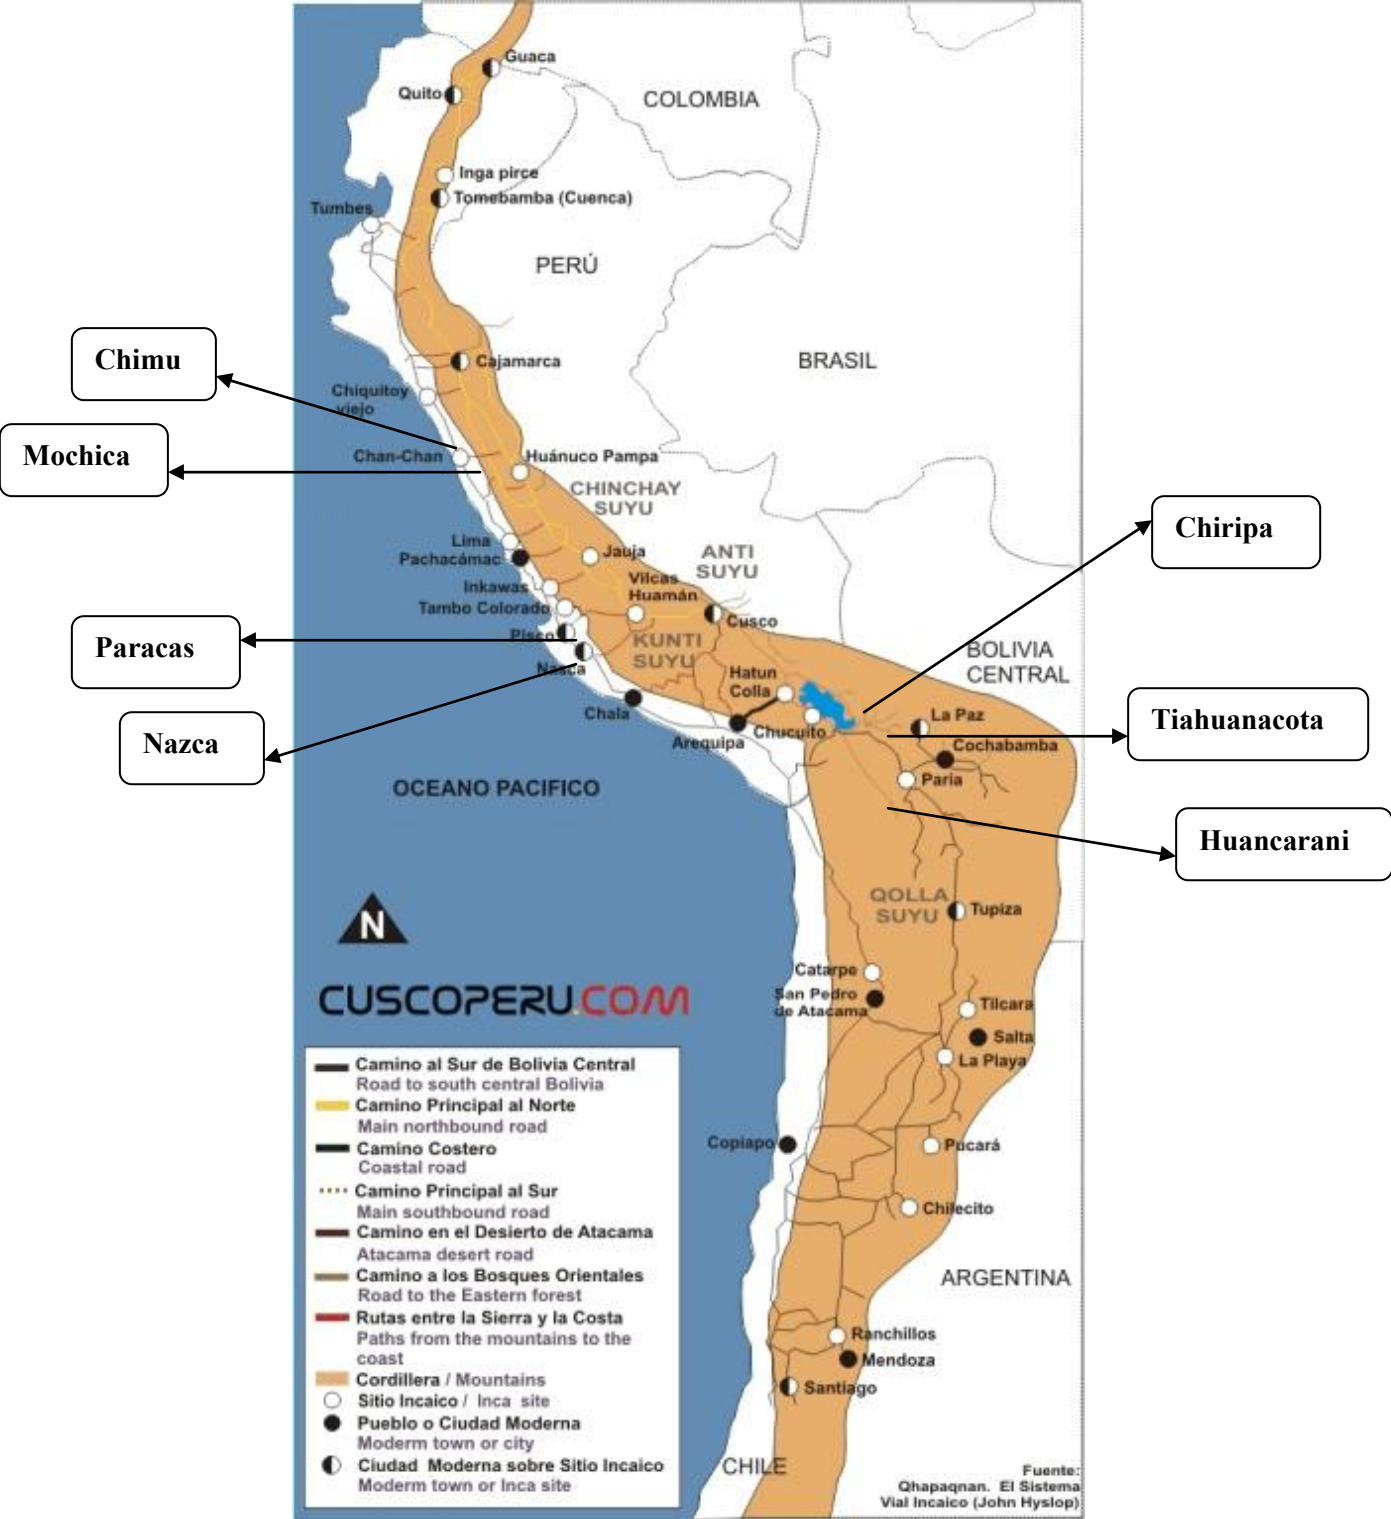 Guaca
Quito
COLOMBIA
Inga pirce
Tomebamba (Cuenca)
Tumbes
PERÚ
Chimu
BRASIL
Cajamarca
Chiquitoy
viejo
Mochica
Chan-Chan
Huánuco Pampa
CHINCHAY
SUYU
Chiripa
Lima
Pachacámac
Jauja
ANTI
SUYU
Inkawas
Vilcas
Huamán
Tambo Colorado
Cusco
Paracas
Pisco
KUNTI
SUYU
BOLIVIA
CENTRAL
Nasca
Hatun
Colla
Nazca
Chala
Arequipa
Chucuito
La Paz
Tiahuanacota
Cochabamba
Paria
OCEANO PACIFICO
Huancarani
QOLLA
SUYU
Tupiza
N
Catarpe
San Pedro
de Atacama
CUSCOPERU.COM
Tilcara
Salta
La Playa
Camino al Sur de Bolivia Central
Road to south central Bolivia
Camino Principal al Norte
Main northbound road
Camino Costero
Coastal road
Camino Principal al Sur
Main southbound road
Camino en el Desierto de Atacama
Atacama desert road
Camino a los Bosques Orientales
Road to the Eastern forest
Rutas entre la Sierra y la Costa
Paths from the mountains to the
coast
Cordillera / Mountains
Sitio Incaico / Inca site
Pueblo o Ciudad Moderna
Moderm town or city
Ciudad Moderna sobre Sitio Incaico
Moderm town or Inca site
Copiapo
Pucará
Chilecito
ARGENTINA
Ranchillos
Mendoza
Santiago
CHILE
Fuente:
Qhapaqnan. El Sistema
Vial Incaico (John Hyslop)